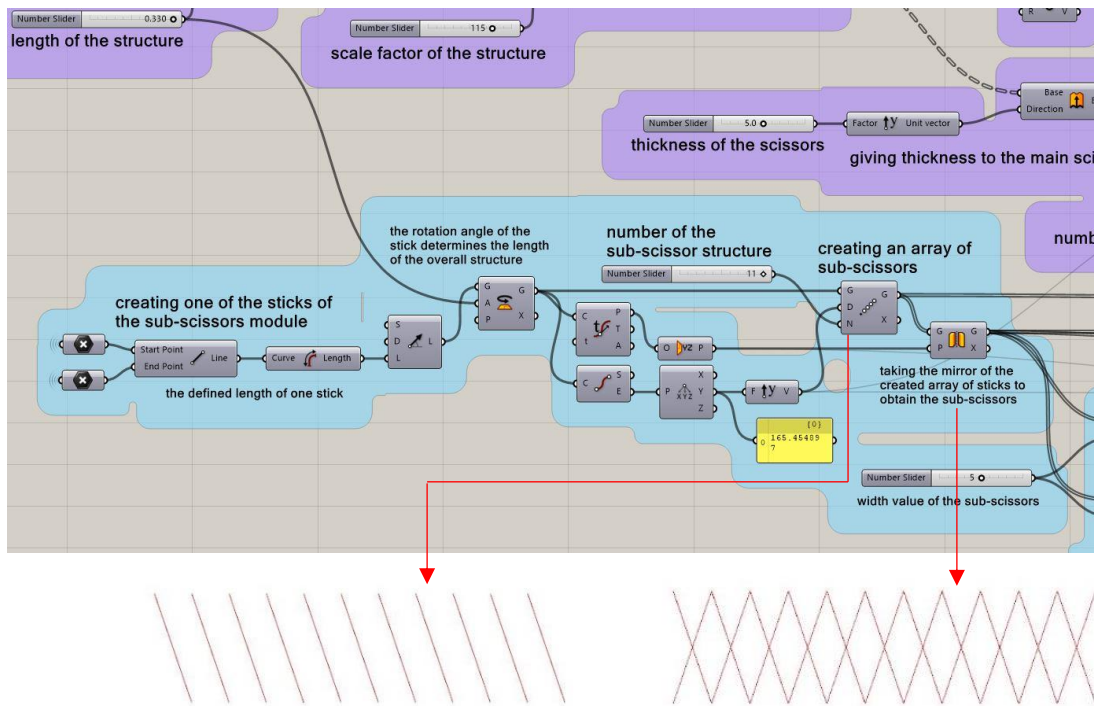 Number Slider 0.330
length of the structure
Number Slider 115
scale factor of the structure
R V
Base
Direction
Number Slider 5.0
Factor Unit vector
thickness of the scissors
giving thickness to the main sci
the rotation angle of the
stick determines the length
of the overall structure
number of the
sub-scissor structure
Number Slider 11
creating an array of
sub-scissors
numb
creating one of the sticks of
the sub-scissors module
Start Point
End Point
Line
Curve Length
the defined length of one stick
S
D L
L
G G
A
P X
C P
t T
A
O YZ P
C S
E
P XYZ X
Y
Z
F y V
{0}
0 165.45489
7
G G
D
N X
G G
P X
taking the mirror of the
created array of sticks to
obtain the sub-scissors
Number Slider 5
width value of the sub-scissors